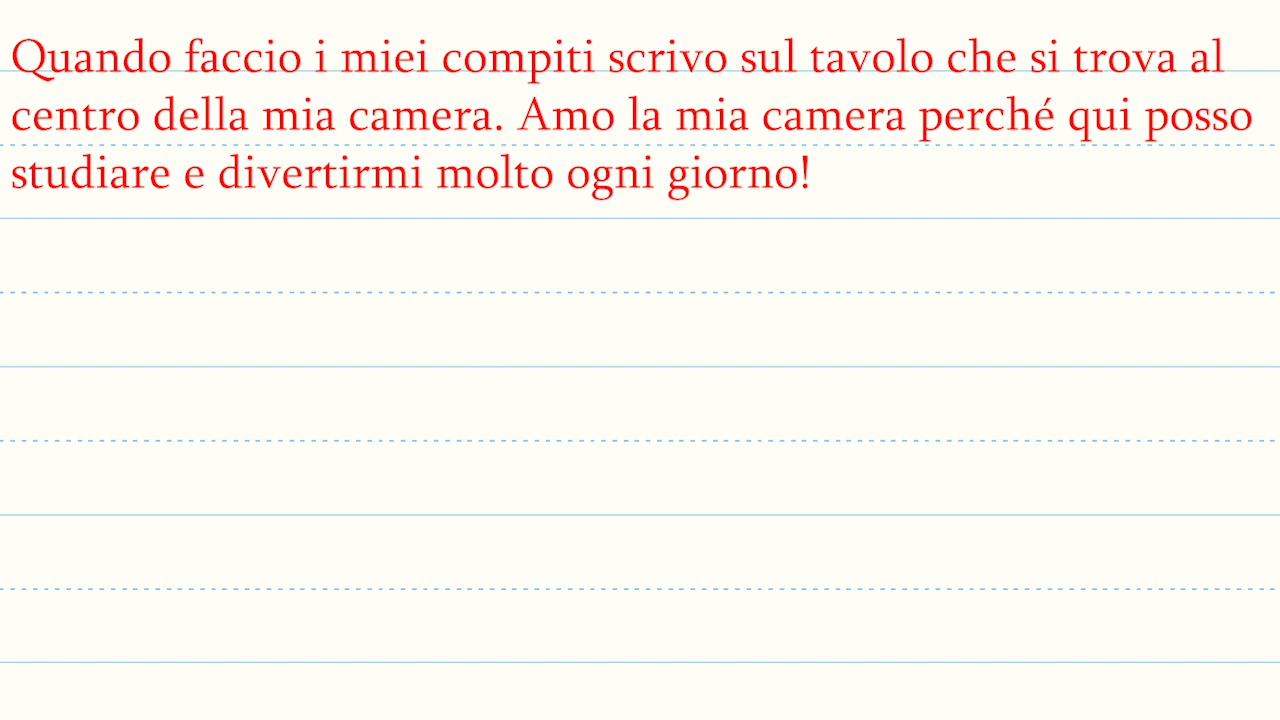 Quando faccio i miei compiti scrivo sul tavolo che si trova al
centro della mia camera. Amo la mia camera perché qui posso
studiare e divertirmi molto ogni giorno!